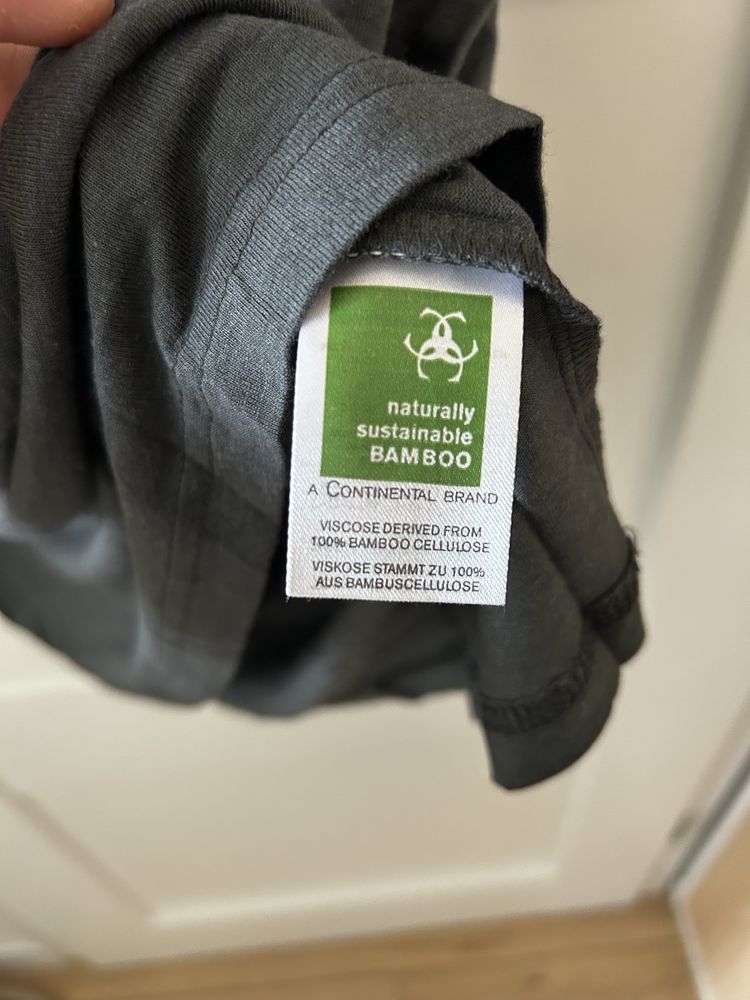 naturally
sustainable
BAMBOO
A CONTINENTAL BRAND
VISCOSE DERIVED FROM
100% BAMBOO CELLULOSE
VISKOSE STAMMT ZU 100%
AUS BAMBUSCELLULOSE